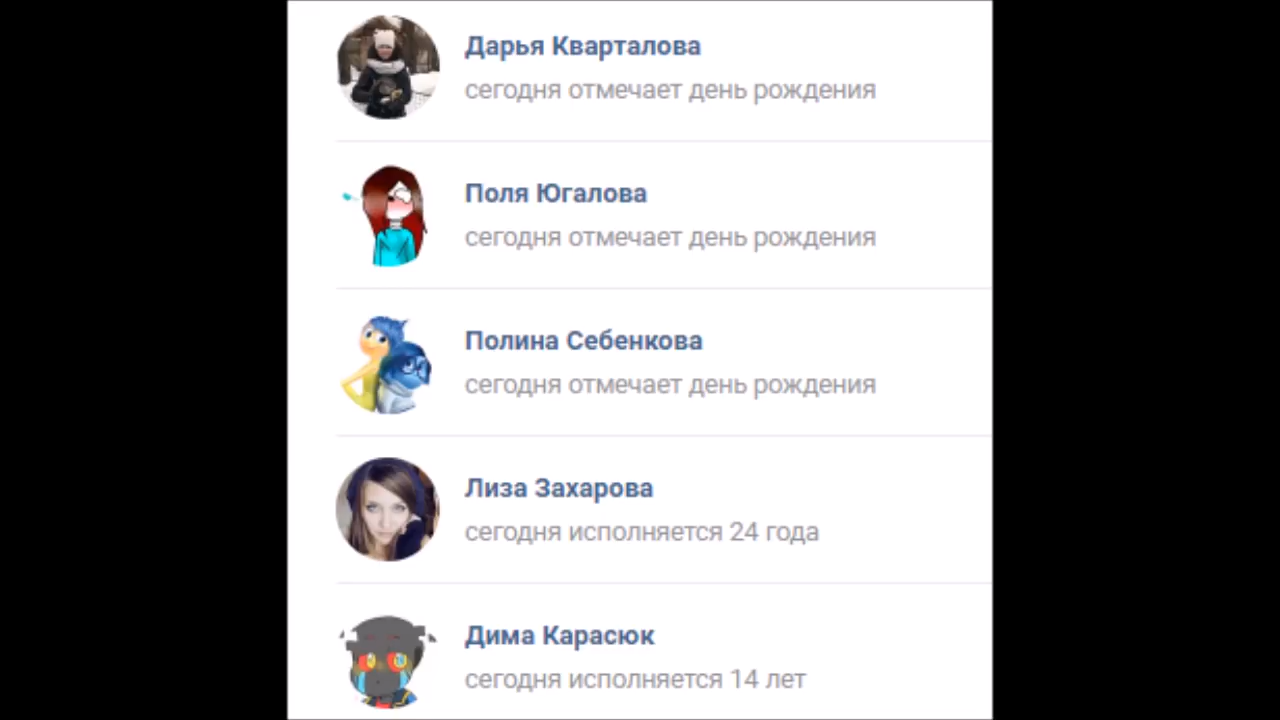 Дарья Кварталова
сегодня отмечает день рождения
Поля Югалова
сегодня отмечает день рождения
Полина Себенкова
сегодня отмечает день рождения
Лиза Захарова
сегодня исполняется 24 года
Дима Карасюк
сегодня исполняется 14 лет